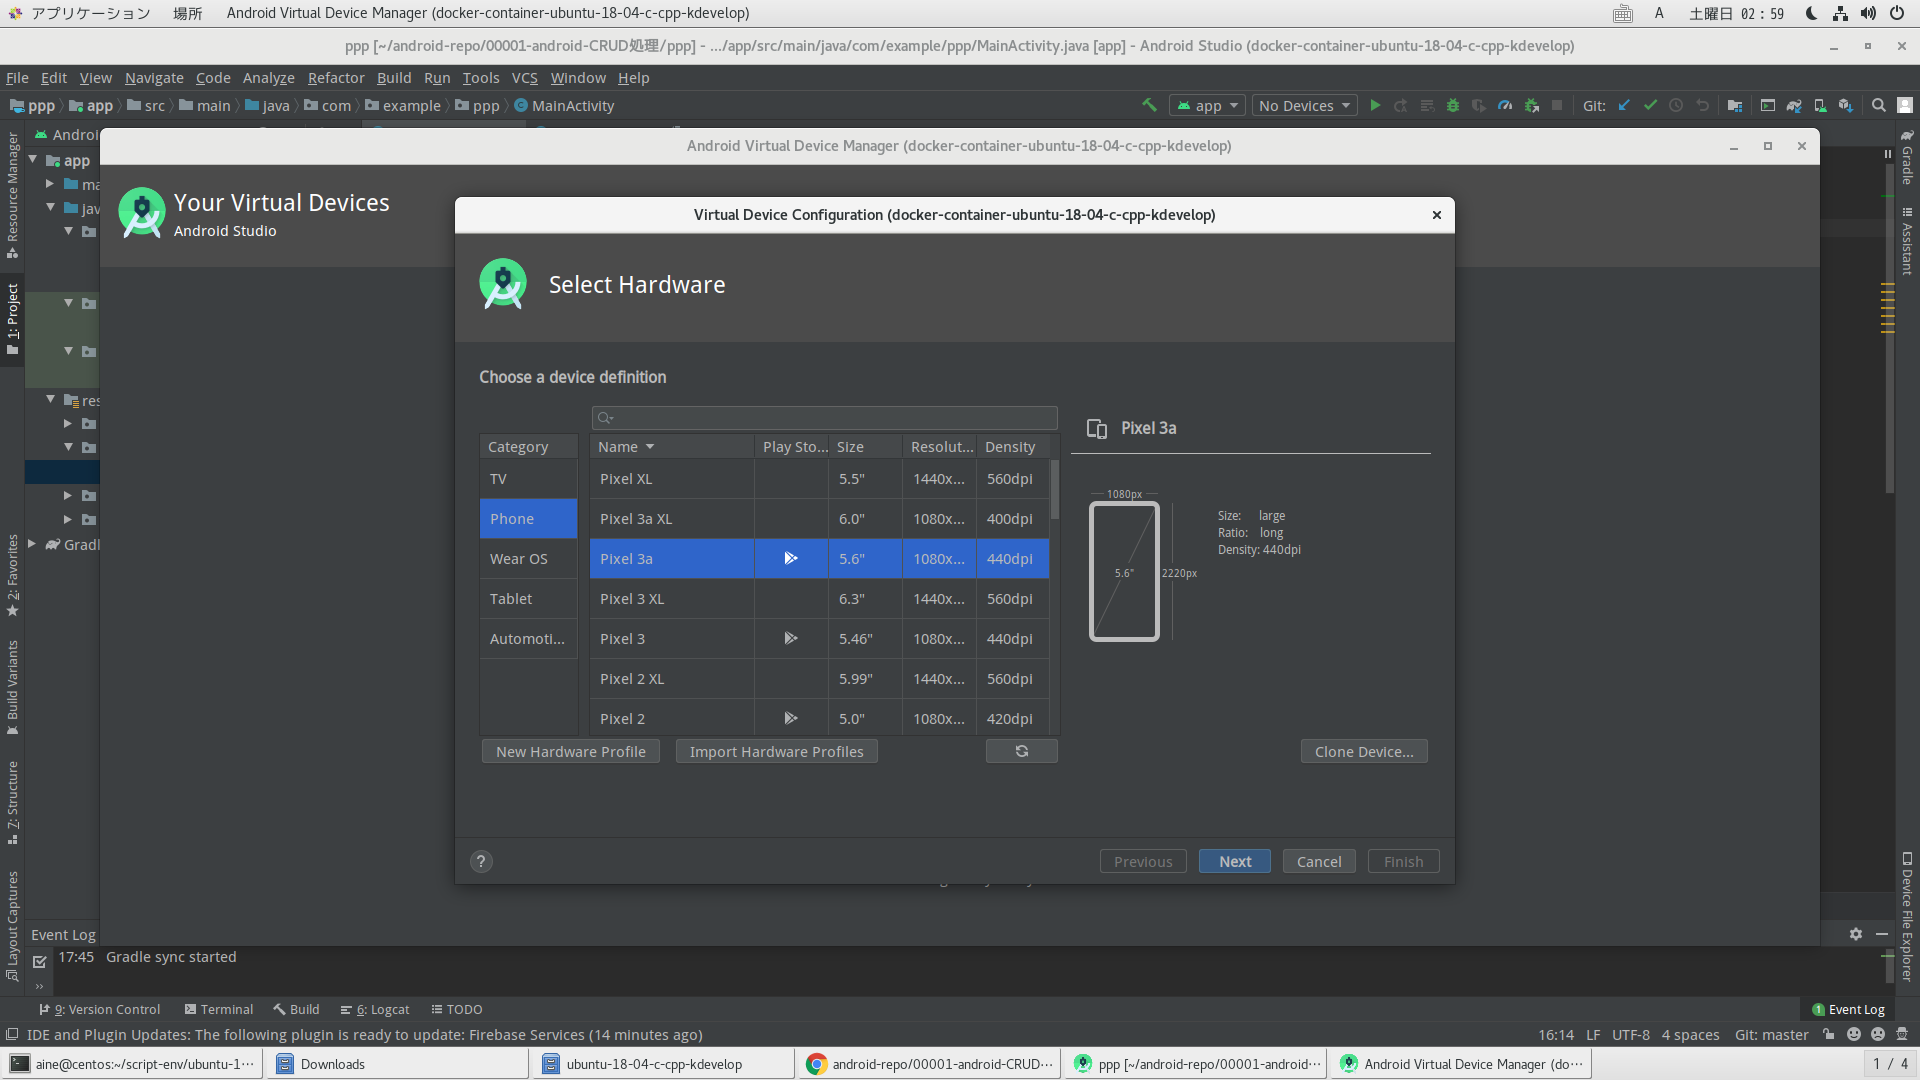 アプリケーション 場所 Android Virtual Device Manager (docker-container-ubuntu-18-04-c-cpp-kdevelop) A 土曜日 02：59
ppp [~/android-repo/00001-android-CRUD処理/ppp] - .../app/src/main/java/com/example/ppp/MainActivity.java [app] - Android Studio (docker-container-ubuntu-18-04-c-cpp-kdevelop)
File Edit View Navigate Code Analyze Refactor Build Run Tools VCS Window Help
ppp app src main java com example ppp MainActivity app No Devices Git:
Resource Manager
1: Project
2: Favorites
Build Variants
7: Structure
Layout Captures
Androi
app
ma
jav
res
Gradl
Android Virtual Device Manager (docker-container-ubuntu-18-04-c-cpp-kdevelop)
Your Virtual Devices
Android Studio
Virtual Device Configuration (docker-container-ubuntu-18-04-c-cpp-kdevelop)
Select Hardware
Choose a device definition
Category
TV
Phone
Wear OS
Tablet
Automoti...
Name Play Sto... Size Resolut... Density
Pixel XL 5.5" 1440x... 560dpi
Pixel 3a XL 6.0" 1080x... 400dpi
Pixel 3a 5.6" 1080x... 440dpi
Pixel 3 XL 6.3" 1440x... 560dpi
Pixel 3 5.46" 1080x... 440dpi
Pixel 2 XL 5.99" 1440x... 560dpi
Pixel 2 5.0" 1080x... 420dpi
New Hardware Profile Import Hardware Profiles
Pixel 3a
1080px
5.6"
2220px
Size: large
Ratio: long
Density: 440dpi
Clone Device...
? Previous Next Cancel Finish
Gradle
Assistant
Device File Explorer
Event Log
17:45 Gradle sync started
9: Version Control Terminal Build 6: Logcat TODO 1 Event Log
IDE and Plugin Updates: The following plugin is ready to update: Firebase Services (14 minutes ago) 16:14 LF UTF-8 4 spaces Git: master
aine@centos:~/script-env/ubuntu-1··· Downloads ubuntu-18-04-c-cpp-kdevelop android-repo/00001-android-CRUD··· ppp [~/android-repo/00001-android··· Android Virtual Device Manager (do··· 1 / 4